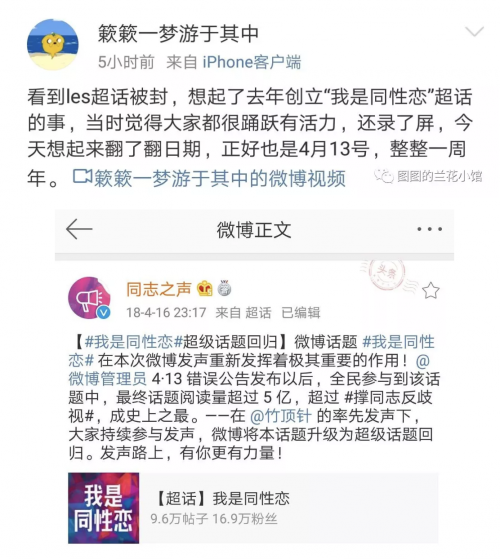 簌簌一梦游于其中
5小时前 来自 iPhone客户端
看到les超话被封，想起了去年创立“我是同性恋”超话
的事，当时觉得大家都很踊跃有活力，还录了屏，今
天想起来翻了翻日期，正好也是4月13号，整整一周
年。簌簌一梦游于其中的微博视频
图图的兰花小馆
微博正文
同志之声
18-4-16 23:17 来自 超话 已编辑
【#我是同性恋#超级话题回归】微博话题 #我是同性
恋# 在本次微博发声重新发挥着极其重要的作用！@
微博管理员 4·13 错误公告发布以后，全民参与到该话
题中，最终话题阅读量超过 5 亿，超过 #撑同志反歧
视#，成史上之最。——在 @竹顶针 的率先发声下，
大家持续参与发声，微博将本话题升级为超级话题回
归。发声路上，有你更有力量！
我是
同性恋
【超话】我是同性恋
9.6万帖子 16.9万粉丝